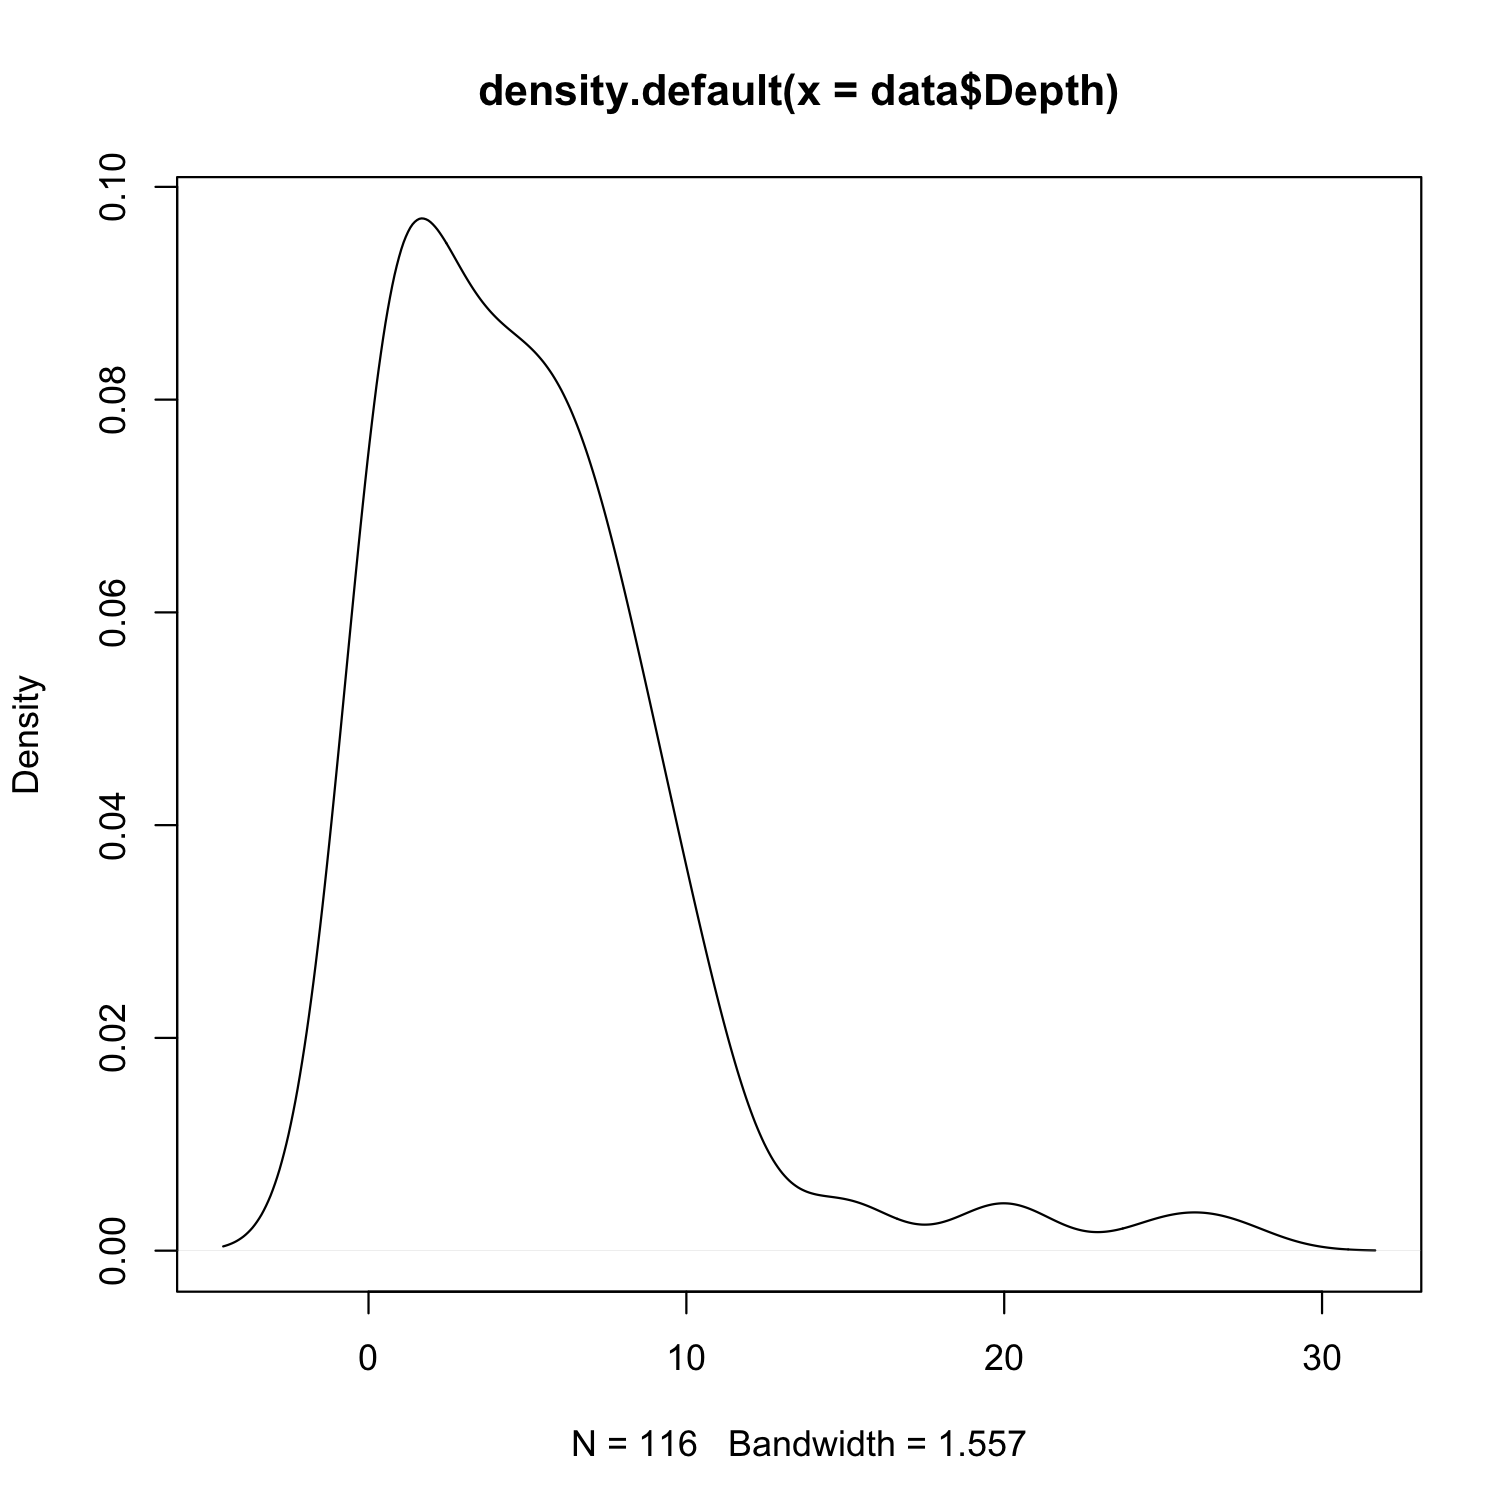 density.default(x = data$Depth)
Density
0.10
0.08
0.06
0.04
0.02
0.00
0 10 20 30
N = 116 Bandwidth = 1.557